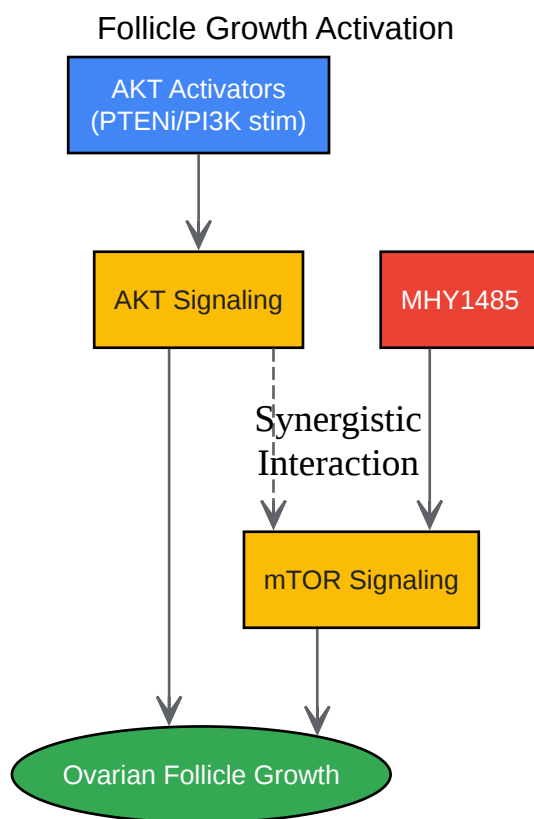 Follicle Growth Activation
AKT Activators
(PTENi/PI3K stim)
AKT Signaling
MHY1485
Synergistic
Interaction
mTOR Signaling
Ovarian Follicle Growth